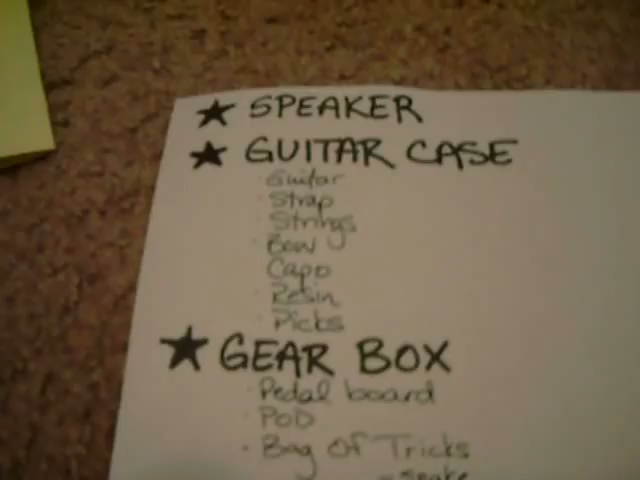 ★ SPEAKER
★ GUITAR CASE
· Guitar
· Strap
· Strings
· Bow
· Capo
· Resin
· Picks
★ GEAR BOX
· Pedal board
· POD
· Bag Of Tricks